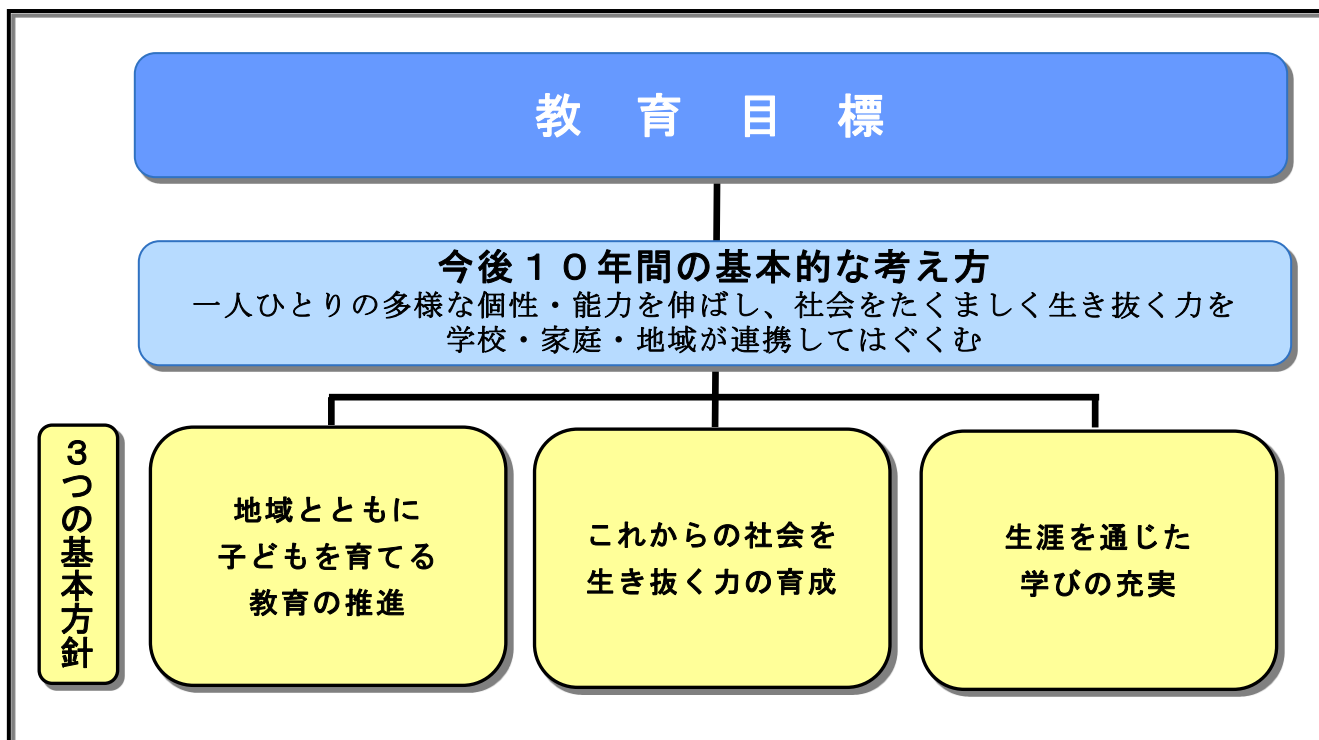 教育目標
今後１０年間の基本的な考え方
一人ひとりの多様な個性・能力を伸ばし、社会をたくましく生き抜く力を
学校・家庭・地域が連携してはぐくむ
３つの基本方針
地域とともに
子どもを育てる
教育の推進
これからの社会を
生き抜く力の育成
生涯を通じた
学びの充実